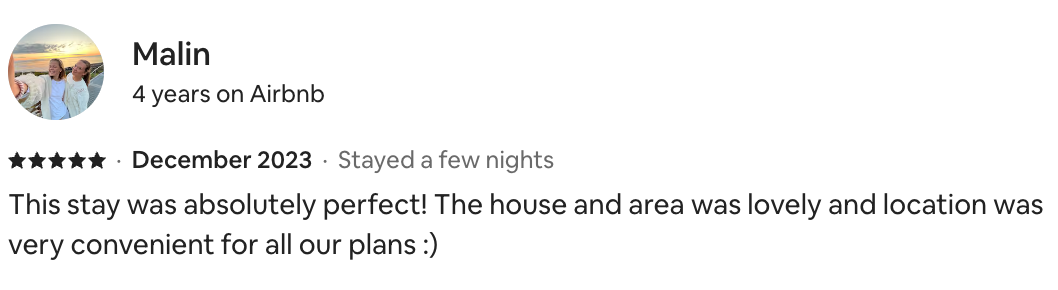 Malin
4 years on Airbnb
★★★★★ · December 2023 · Stayed a few nights
This stay was absolutely perfect! The house and area was lovely and location was
very convenient for all our plans :)